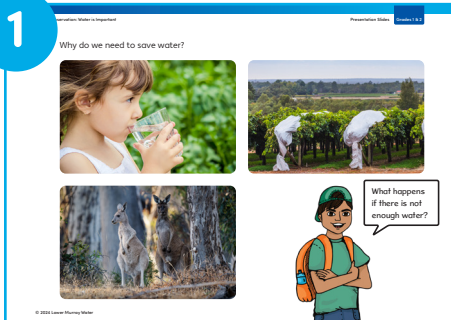 1
servation: Water is Important
Presentation Slides
Grades 1 & 2
Why do we need to save water?
What happens
if there is not
enough water?
© 2024 Lower Murray Water